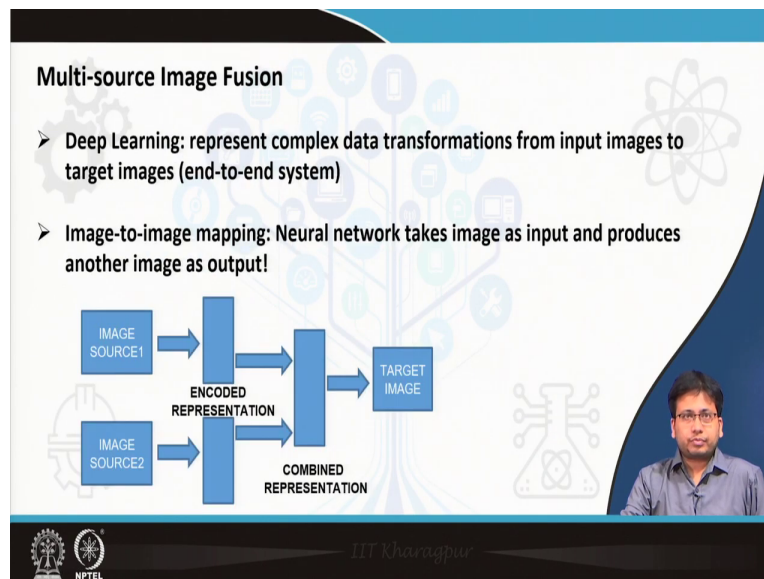 Multi-source Image Fusion
➢ Deep Learning: represent complex data transformations from input images to
target images (end-to-end system)
➢ Image-to-image mapping: Neural network takes image as input and produces
another image as output!
IMAGE
SOURCE1
ENCODED
REPRESENTATION
IMAGE
SOURCE2
COMBINED
REPRESENTATION
TARGET
IMAGE
IIT Kharagpur
NPTEL